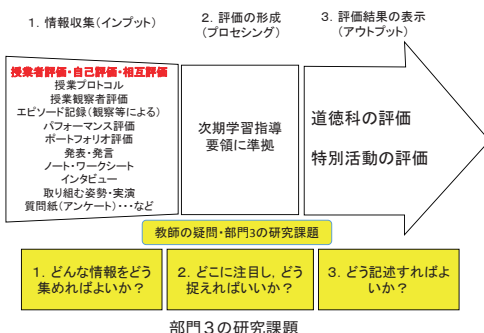 1. 情報収集(インプット)
2. 評価の形成
(プロセシング)
3. 評価結果の表示
(アウトプット)
授業者評価・自己評価・相互評価
授業プロトコル
授業観察者評価
エピソード記録(観察等による)
パフォーマンス評価
ポートフォリオ評価
発表・発言
ノート・ワークシート
インタビュー
取り組む姿勢・実演
質問紙(アンケート)・・・など
次期学習指導
要領に準拠
道徳科の評価
特別活動の評価
教師の疑問・部門3の研究課題
1. どんな情報をどう
集めればよいか?
2. どこに注目し, どう
捉えればいいか?
3. どう記述すればよ
いか?
部門3の研究課題